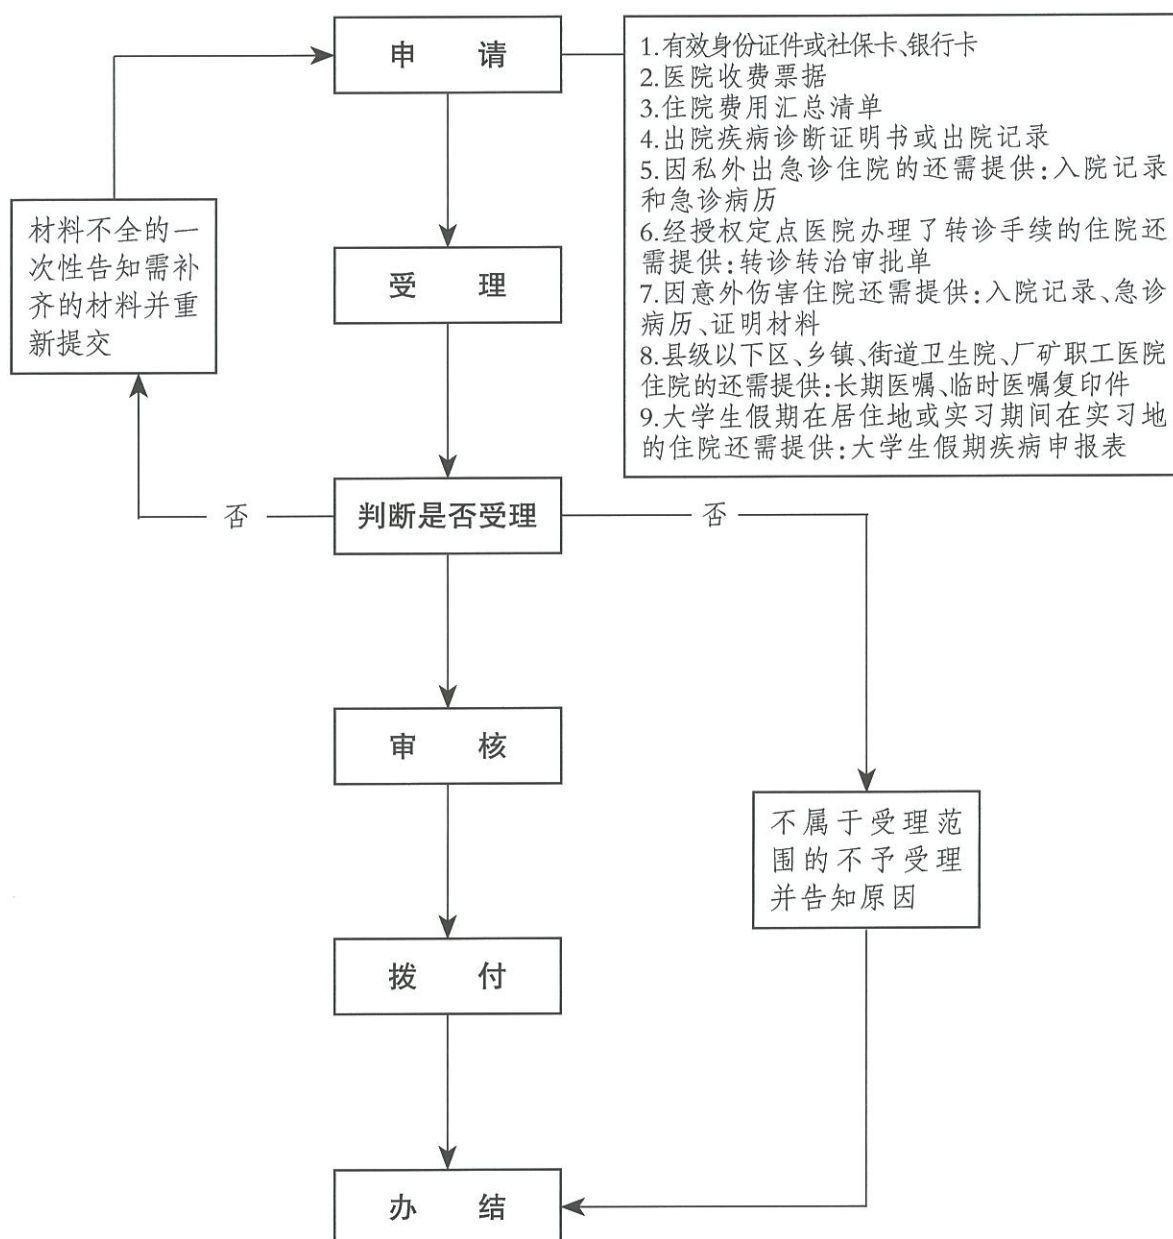 申 请
1.有效身份证件或社保卡、银行卡
2.医院收费票据
3.住院费用汇总清单
4.出院疾病诊断证明书或出院记录
5.因私外出急诊住院的还需提供:入院记录
和急诊病历
6.经授权定点医院办理了转诊手续的住院还
需提供:转诊转治审批单
7.因意外伤害住院还需提供:入院记录、急诊
病历、证明材料
8.县级以下区、乡镇、街道卫生院、厂矿职工医院
住院的还需提供:长期医嘱、临时医嘱复印件
9.大学生假期在居住地或实习期间在实习地
的住院还需提供:大学生假期疾病申报表
材料不全的一
次性告知需补
齐的材料并重
新提交
受 理
否
判断是否受理
否
审 核
不属于受理范
围的不予受理
并告知原因
拨 付
办 结